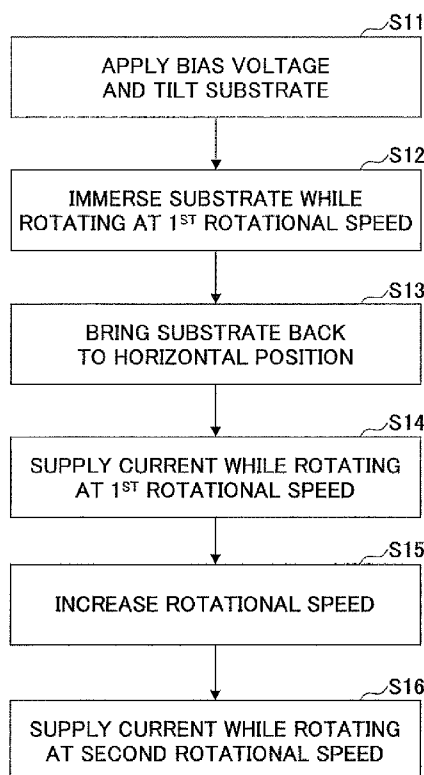 S11
APPLY BIAS VOLTAGE
AND TILT SUBSTRATE
S12
IMMERSE SUBSTRATE WHILE
ROTATING AT 1ST ROTATIONAL SPEED
S13
BRING SUBSTRATE BACK
TO HORIZONTAL POSITION
S14
SUPPLY CURRENT WHILE ROTATING
AT 1ST ROTATIONAL SPEED
S15
INCREASE ROTATIONAL SPEED
S16
SUPPLY CURRENT WHILE ROTATING
AT SECOND ROTATIONAL SPEED